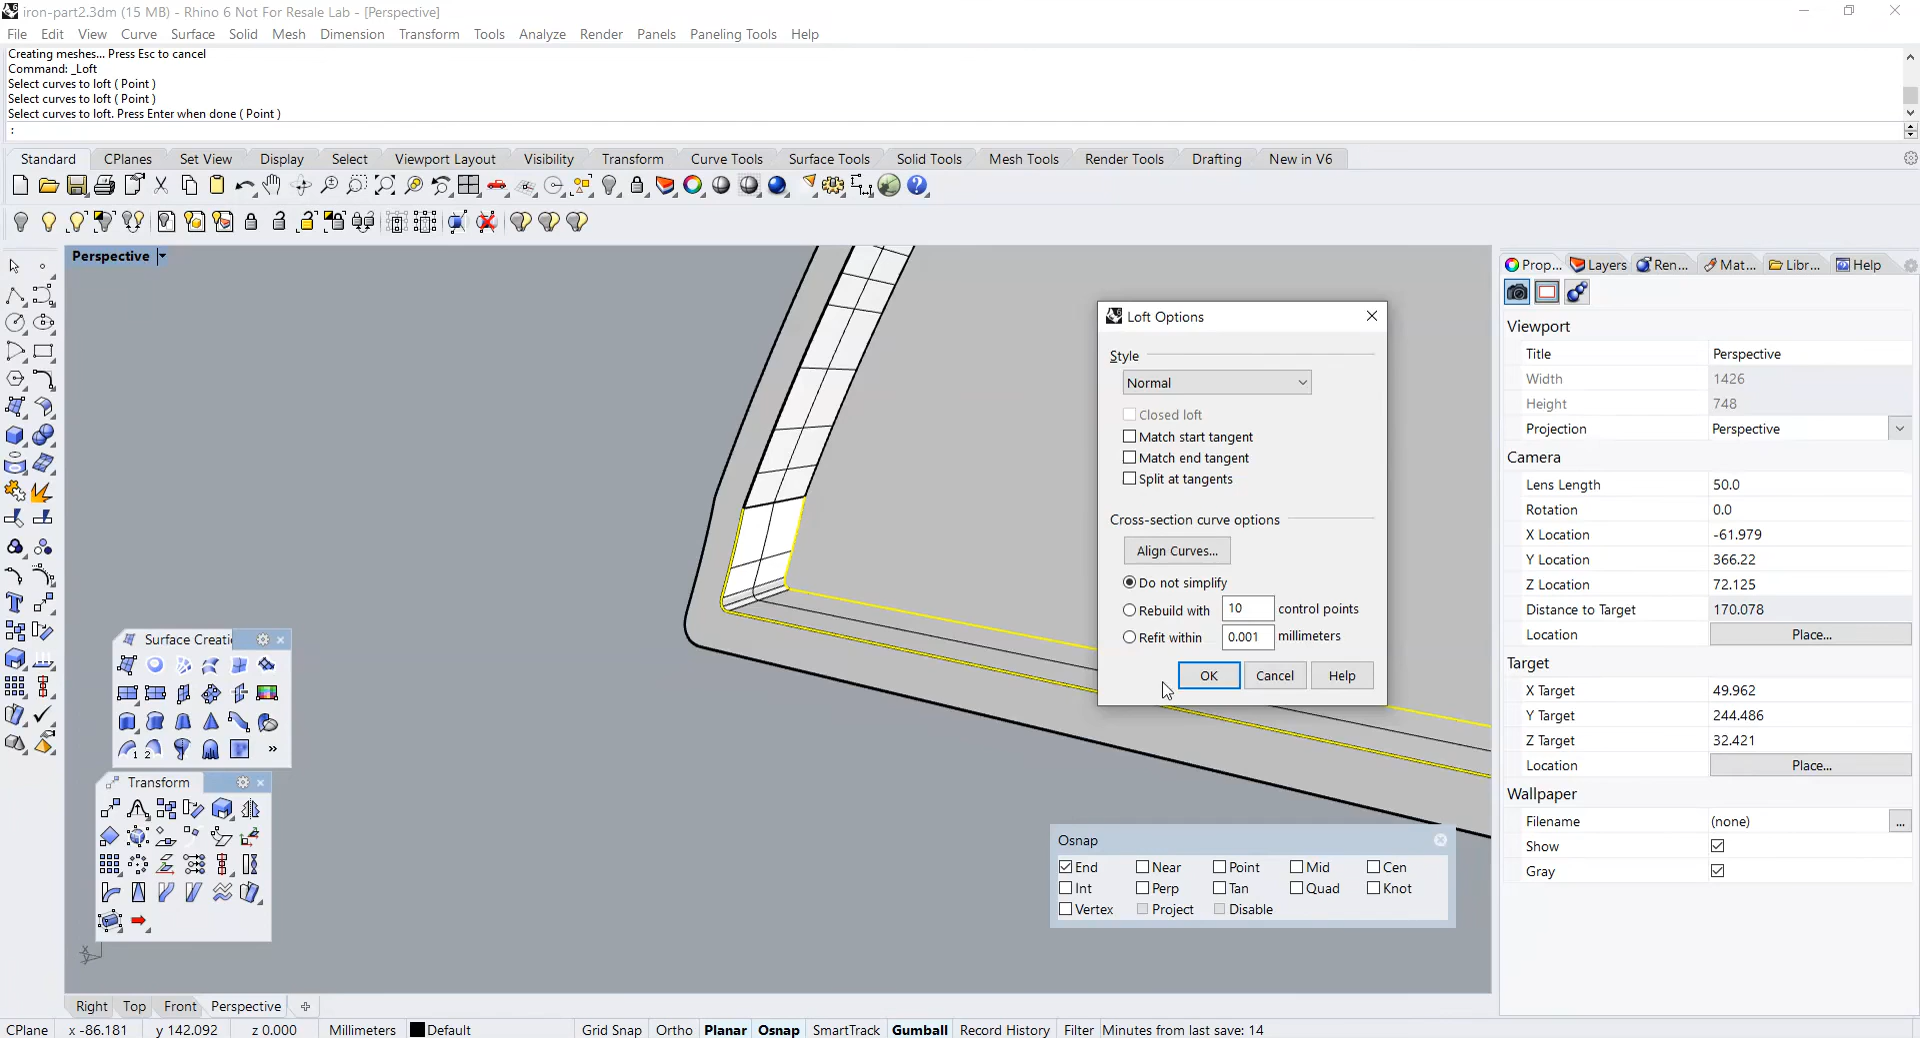 iron-part2.3dm (15 MB) - Rhino 6 Not For Resale Lab - [Perspective]
File Edit View Curve Surface Solid Mesh Dimension Transform Tools Analyze Render Panels Paneling Tools Help
Creating meshes... Press Esc to cancel
Command: _Loft
Select curves to loft ( Point )
Select curves to loft ( Point )
Select curves to loft. Press Enter when done ( Point )
:
Standard CPlanes Set View Display Select Viewport Layout Visibility Transform Curve Tools Surface Tools Solid Tools Mesh Tools Render Tools Drafting New in V6
Perspective
Prop... Layers Ren... Mat... Libr... Help
Viewport
Title Perspective
Width 1426
Height 748
Projection Perspective
Camera
Lens Length 50.0
Rotation 0.0
X Location -61.979
Y Location 366.22
Z Location 72.125
Distance to Target 170.078
Location Place...
Target
X Target 49.962
Y Target 244.486
Z Target 32.421
Location Place...
Wallpaper
Filename (none) ...
Show
Gray
Loft Options
Style
Normal
Closed loft
Match start tangent
Match end tangent
Split at tangents
Cross-section curve options
Align Curves...
Do not simplify
Rebuild with 10 control points
Refit within 0.001 millimeters
OK Cancel Help
Surface Creati
Transform
Osnap
End Near Point Mid Cen
Int Perp Tan Quad Knot
Vertex Project Disable
Right Top Front Perspective
CPlane x -86.181 y 142.092 z 0.000 Millimeters Default Grid Snap Ortho Planar Osnap SmartTrack Gumball Record History Filter Minutes from last save: 14